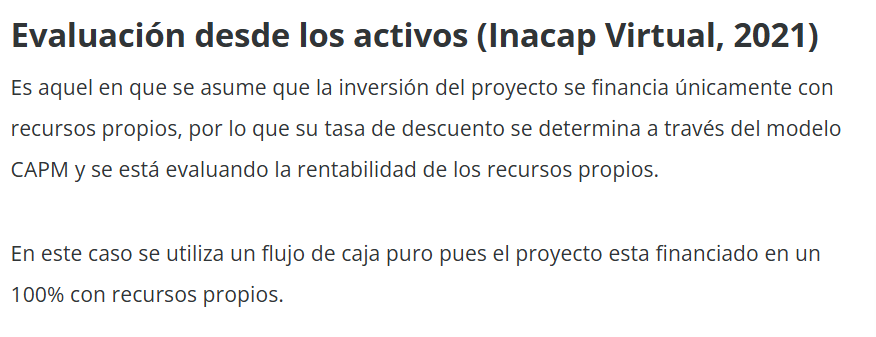 Evaluación desde los activos (Inacap Virtual, 2021)
Es aquel en que se asume que la inversión del proyecto se financia únicamente con
recursos propios, por lo que su tasa de descuento se determina a través del modelo
CAPM y se está evaluando la rentabilidad de los recursos propios.
En este caso se utiliza un flujo de caja puro pues el proyecto esta financiado en un
100% con recursos propios.